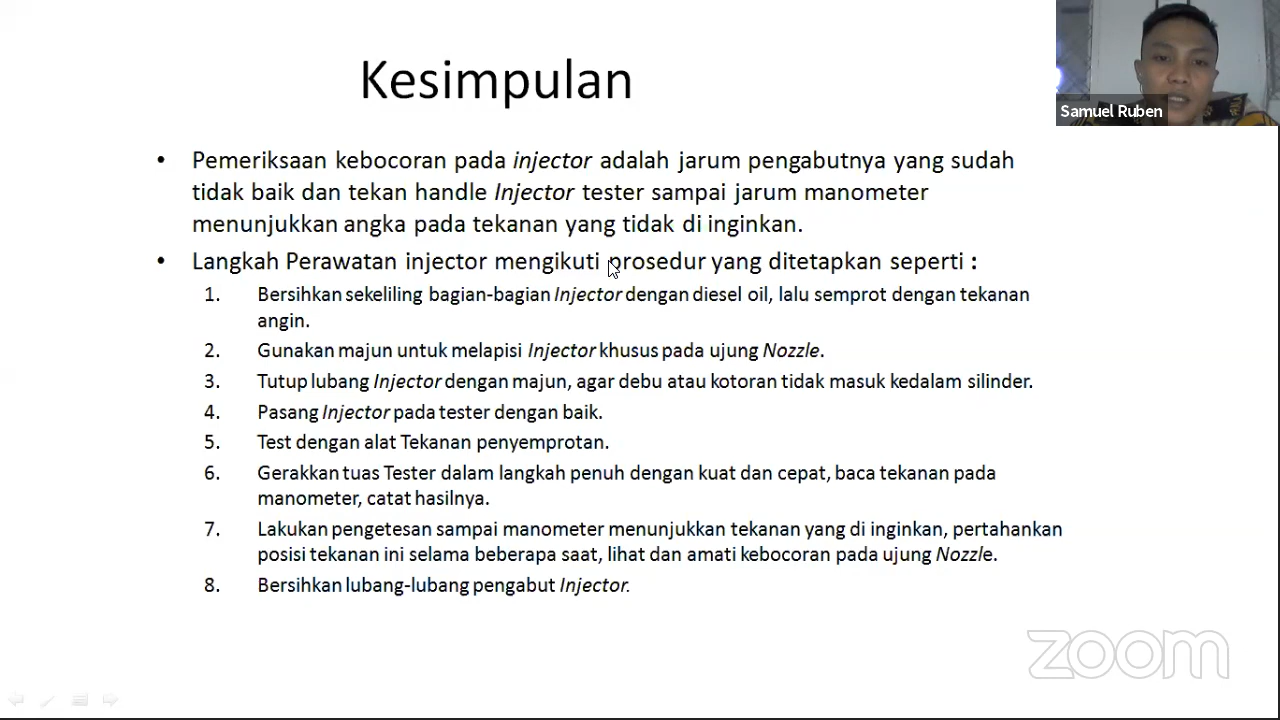 Kesimpulan
Samuel Ruben
• Pemeriksaan kebocoran pada injector adalah jarum pengabutnya yang sudah
tidak baik dan tekan handle Injector tester sampai jarum manometer
menunjukkan angka pada tekanan yang tidak di inginkan.
• Langkah Perawatan injector mengikuti prosedur yang ditetapkan seperti :
1. Bersihkan sekeliling bagian-bagian Injector dengan diesel oil, lalu semprot dengan tekanan
angin.
2. Gunakan majun untuk melapisi Injector khusus pada ujung Nozzle.
3. Tutup lubang Injector dengan majun, agar debu atau kotoran tidak masuk kedalam silinder.
4. Pasang Injector pada tester dengan baik.
5. Test dengan alat Tekanan penyemprotan.
6. Gerakkan tuas Tester dalam langkah penuh dengan kuat dan cepat, baca tekanan pada
manometer, catat hasilnya.
7. Lakukan pengetesan sampai manometer menunjukkan tekanan yang di inginkan, pertahankan
posisi tekanan ini selama beberapa saat, lihat dan amati kebocoran pada ujung Nozzle.
8. Bersihkan lubang-lubang pengabut Injector.
zoom